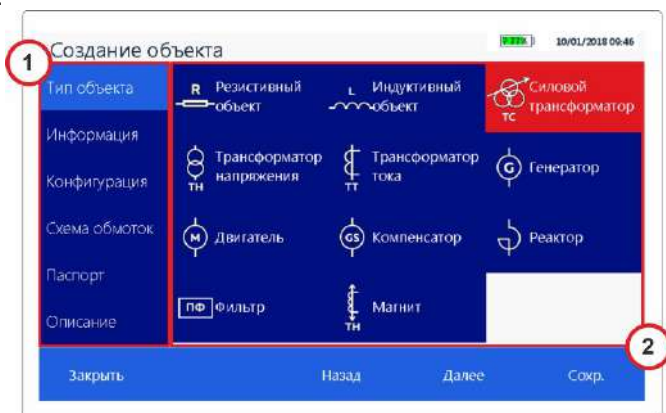 Создание объекта
10/01/2018 09:46
1
Тип объекта
Информация
Конфигурация
Схема обмоток
Паспорт
Описание
R Резистивный объект
L Индуктивный объект
ТС Силовой трансформатор
ТН Трансформатор напряжения
ТТ Трансформатор тока
G Генератор
M Двигатель
GS Компенсатор
Реактор
ПФ Фильтр
ТН Магнит
2
Закрыть
Назад
Далее
Сохр.